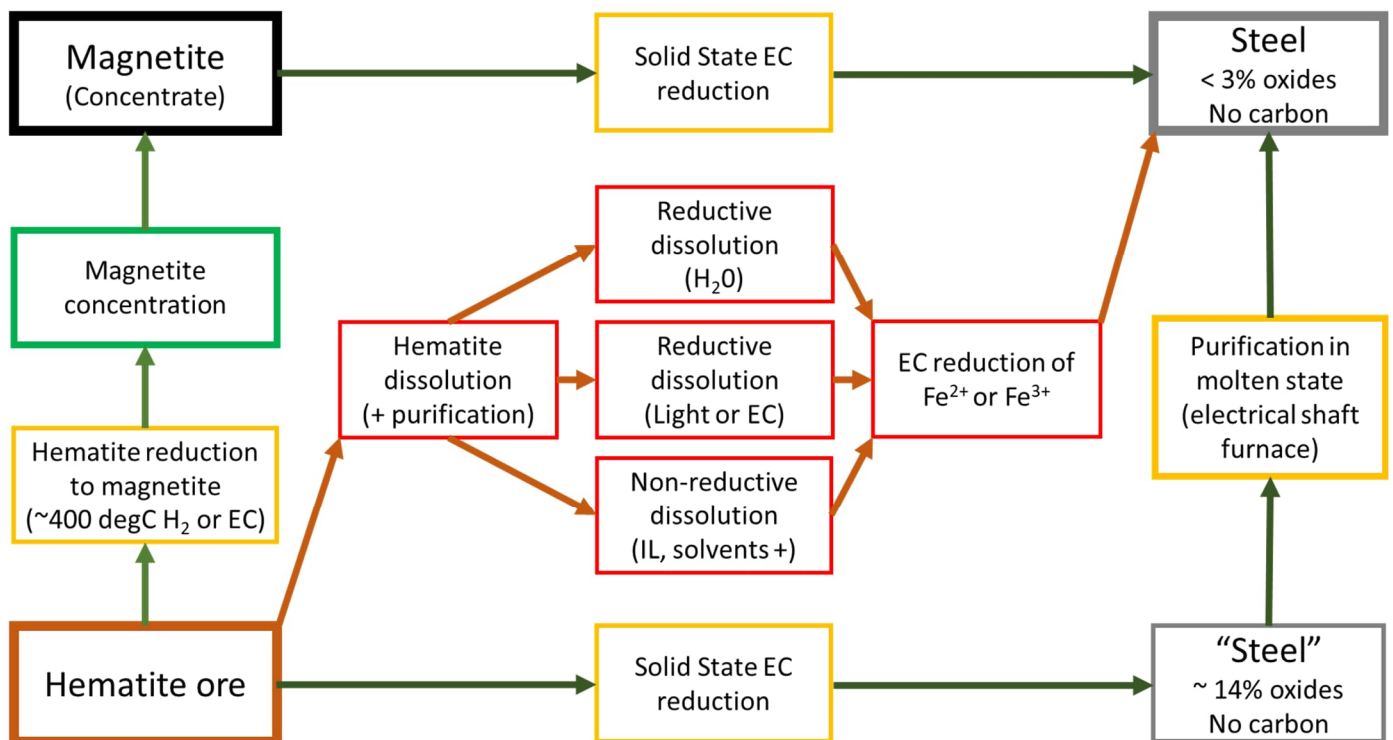 Magnetite
(Concentrate)
Solid State EC
reduction
Steel
< 3% oxides
No carbon
Magnetite
concentration
Reductive
dissolution
(H₂0)
Hematite
dissolution
(+ purification)
Reductive
dissolution
(Light or EC)
EC reduction of
Fe²⁺ or Fe³⁺
Purification in
molten state
(electrical shaft
furnace)
Hematite reduction
to magnetite
(~400 degC H₂ or EC)
Non-reductive
dissolution
(IL, solvents +)
Hematite ore
Solid State EC
reduction
“Steel”
~ 14% oxides
No carbon